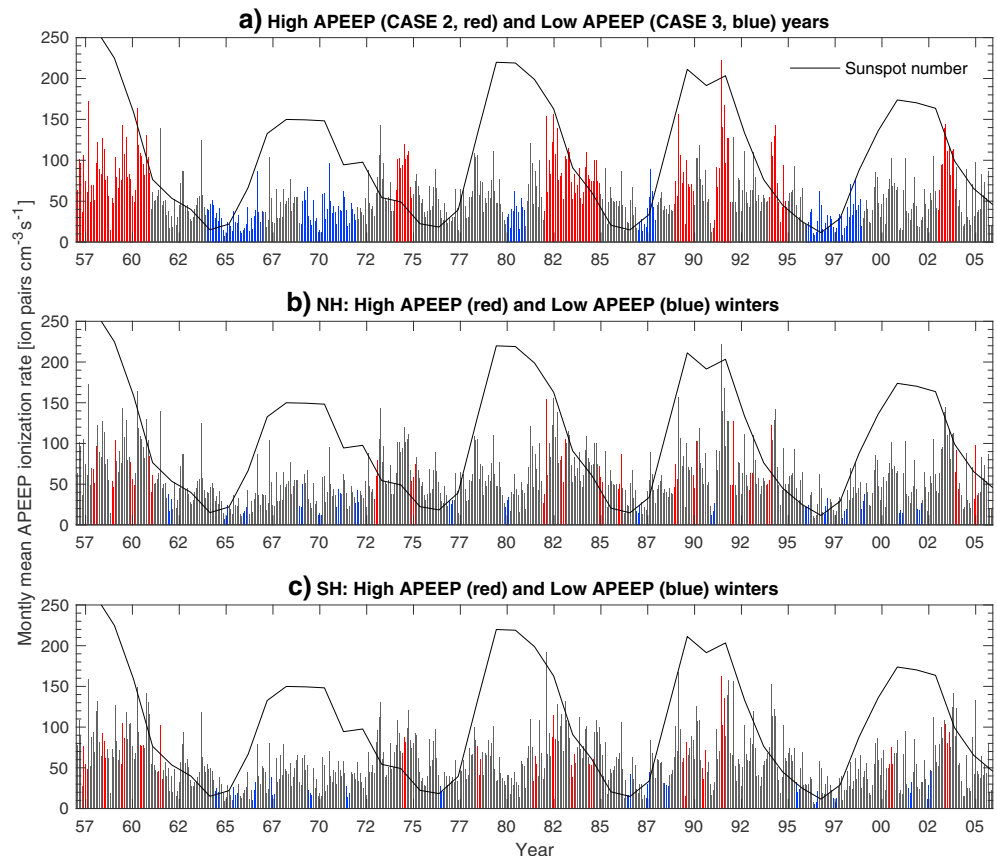 a) High APEEP (CASE 2, red) and Low APEEP (CASE 3, blue) years
250
200
150
100
50
0
Sunspot number
57 60 62 65 67 70 72 75 77 80 82 85 87 90 92 95 97 00 02 05
b) NH: High APEEP (red) and Low APEEP (blue) winters
250
200
150
100
50
0
57 60 62 65 67 70 72 75 77 80 82 85 87 90 92 95 97 00 02 05
c) SH: High APEEP (red) and Low APEEP (blue) winters
250
200
150
100
50
0
57 60 62 65 67 70 72 75 77 80 82 85 87 90 92 95 97 00 02 05
Year
Montly mean APEEP ionization rate [ion pairs cm⁻³ s⁻¹]